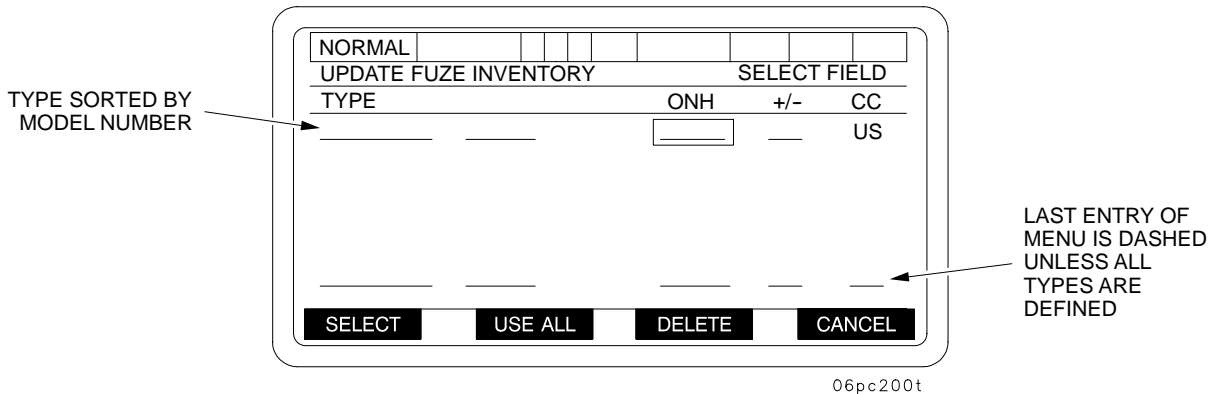 NORMAL
UPDATE FUZE INVENTORY SELECT FIELD
TYPE ONH +/– CC
US
TYPE SORTED BY
MODEL NUMBER
LAST ENTRY OF
MENU IS DASHED
UNLESS ALL
TYPES ARE
DEFINED
SELECT USE ALL DELETE CANCEL
06pc200t